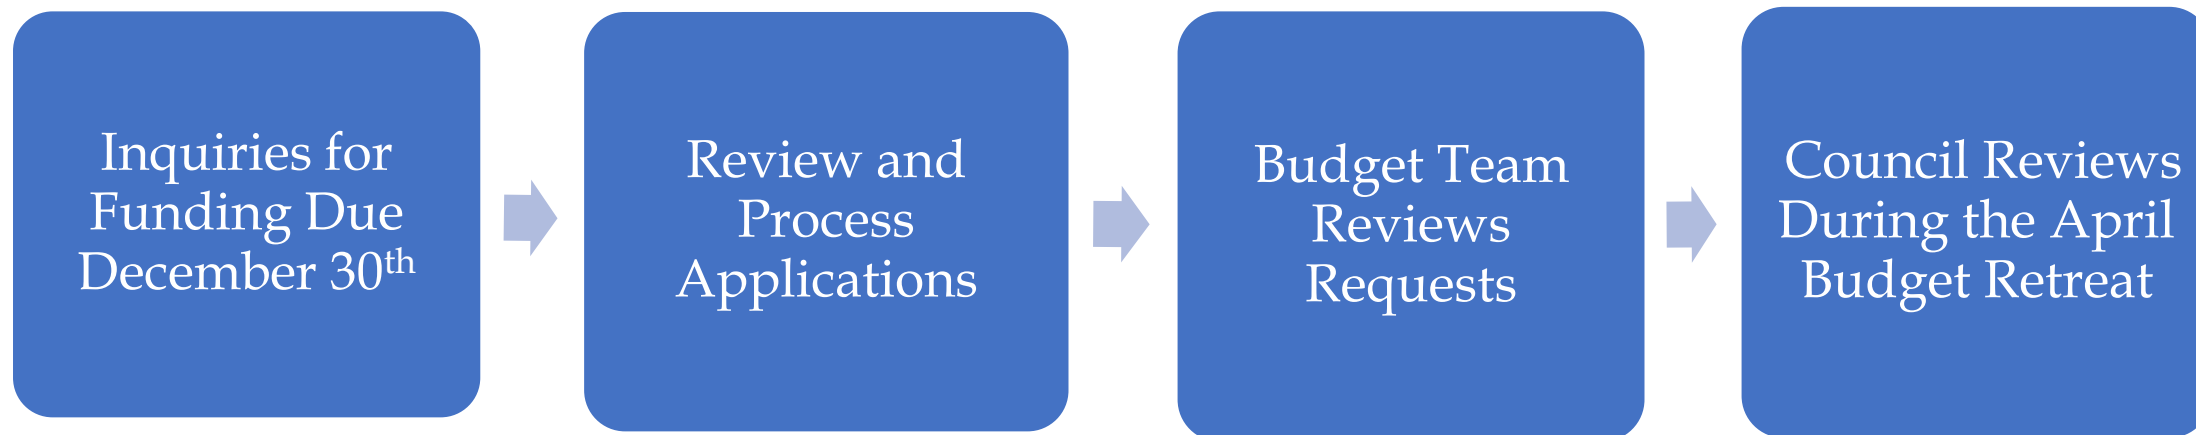 Inquiries for
Funding Due
December 30th
Review and
Process
Applications
Budget Team
Reviews
Requests
Council Reviews
During the April
Budget Retreat